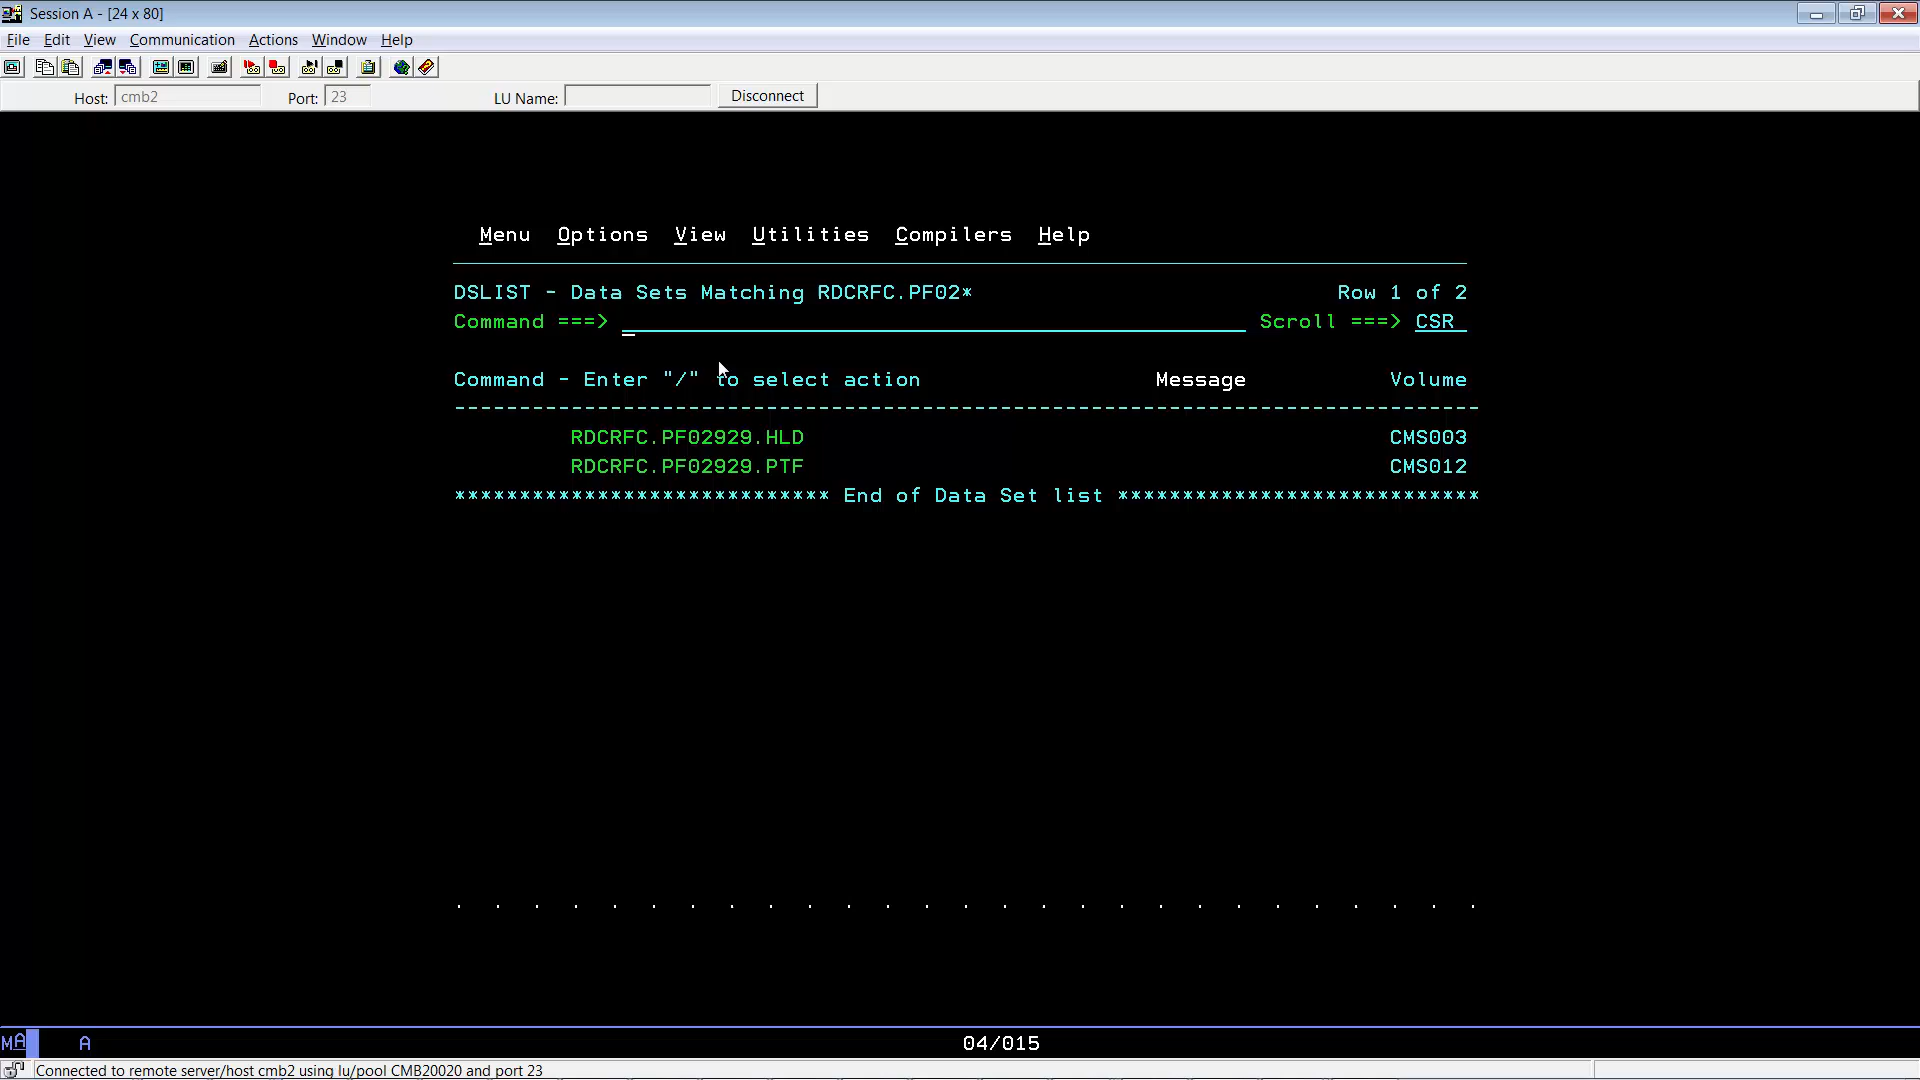 Session A - [24 x 80]
File Edit View Communication Actions Window Help
Host: cmb2 Port: 23 LU Name: Disconnect
Menu Options View Utilities Compilers Help
DSLIST - Data Sets Matching RDCRFC.PF02* Row 1 of 2
Command ===> Scroll ===> CSR
Command - Enter "/" to select action Message Volume
-------------------------------------------------------------------------------
RDCRFC.PF02929.HLD CMS003
RDCRFC.PF02929.PTF CMS012
***************************** End of Data Set list ****************************
. . . . . . . . . . . . . . . . . . . . . . . . . . .
MA A 04/015
Connected to remote server/host cmb2 using lu/pool CMB20020 and port 23